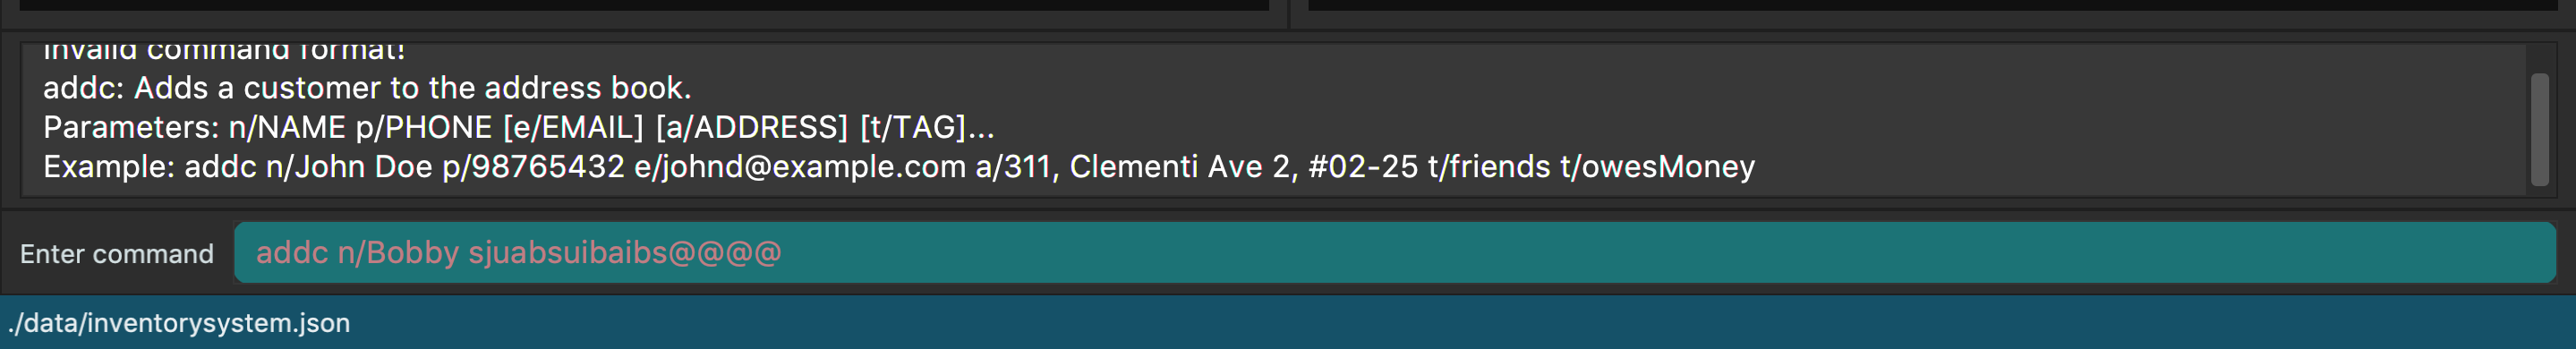 Invalid command format!
addc: Adds a customer to the address book.
Parameters: n/NAME p/PHONE [e/EMAIL] [a/ADDRESS] [t/TAG]...
Example: addc n/John Doe p/98765432 e/johnd@example.com a/311, Clementi Ave 2, #02-25 t/friends t/owesMoney
Enter command addc n/Bobby sjuabsuibaibs@@@@
./data/inventorysystem.json